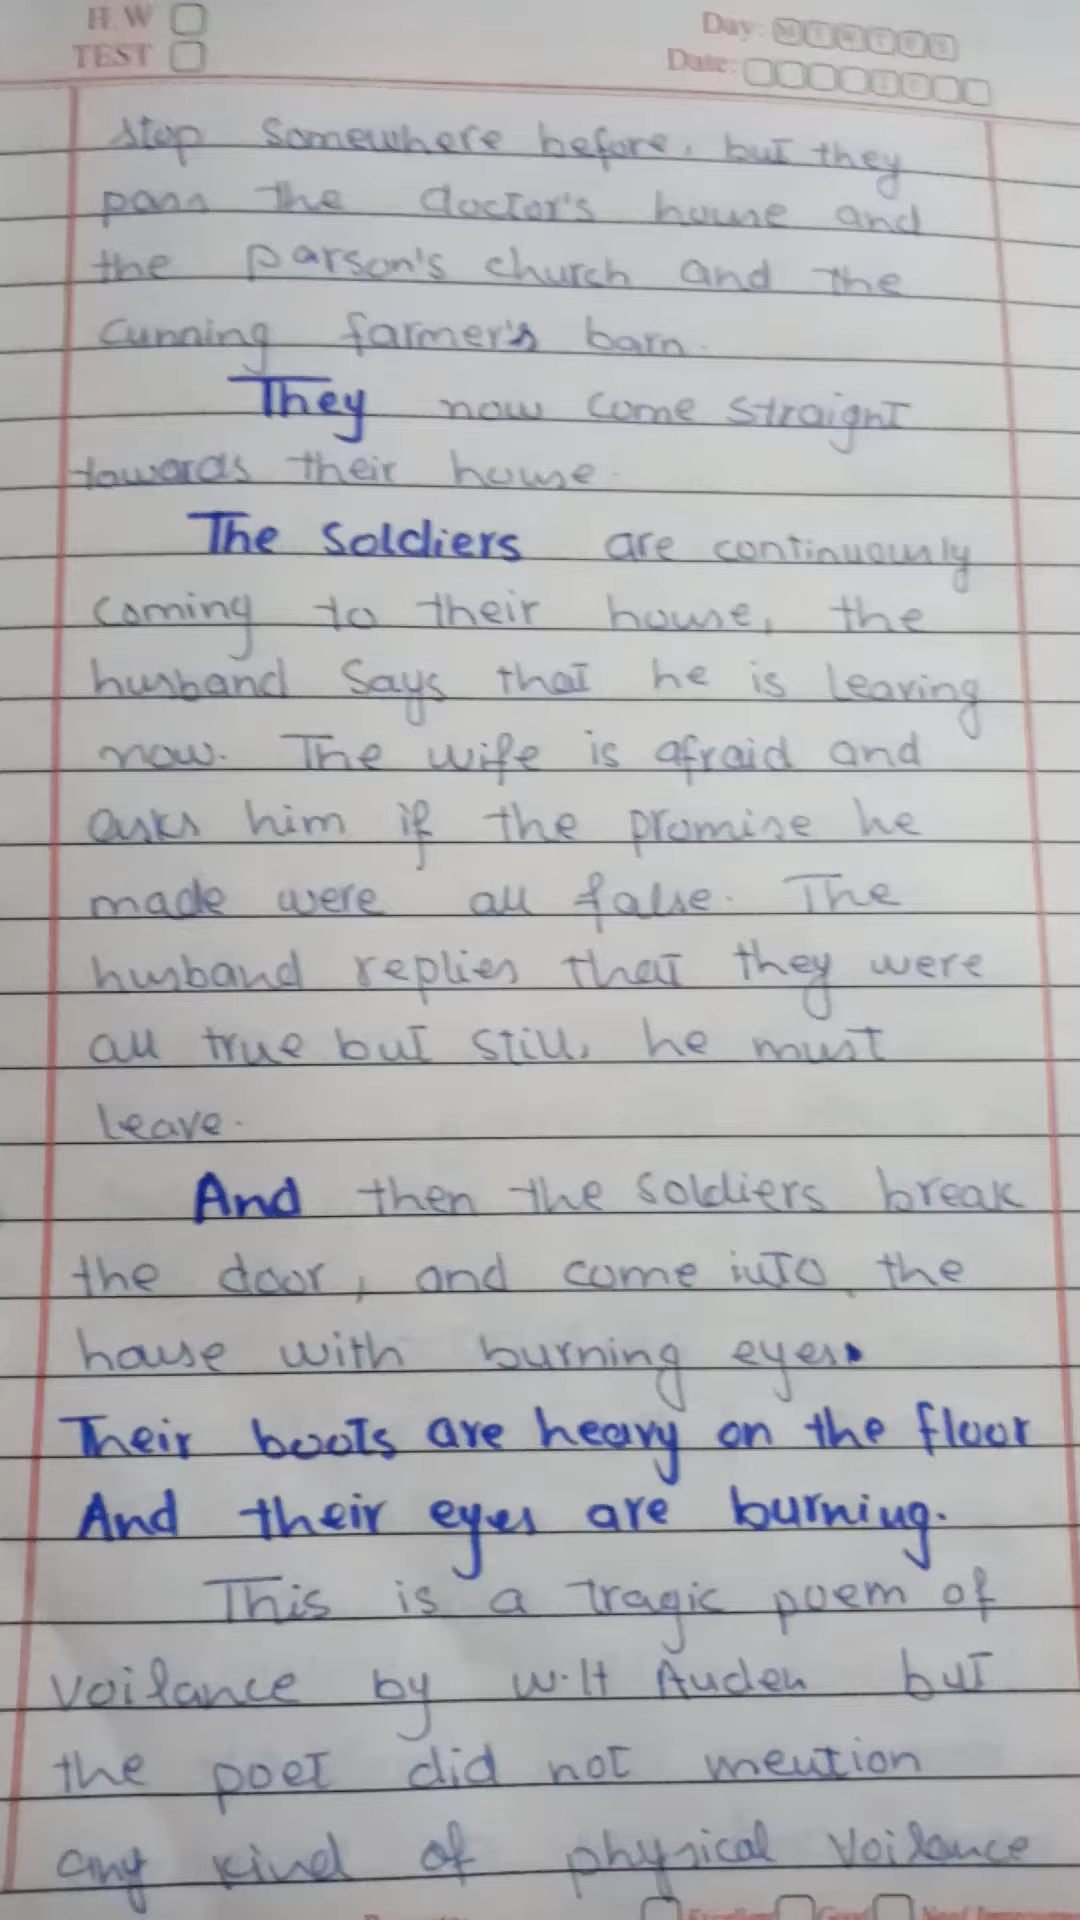 H.W
TEST
Day:
Date:
stop somewhere before, but they
pass the doctor's house and
the parson's church and the
cunning farmer's barn.
They now come straight
towards their house.
The soldiers are continuously
coming to their house, the
husband says that he is leaving
now. The wife is afraid and
asks him if the promise he
made were all false. The
husband replies that they were
all true but still, he must
leave.
And then the soldiers break
the door, and come into the
house with burning eyes.
Their boots are heavy on the floor
And their eyes are burning.
This is a tragic poem of
voilance by W.H Auden but
the poet did not mention
any kind of physical voilance